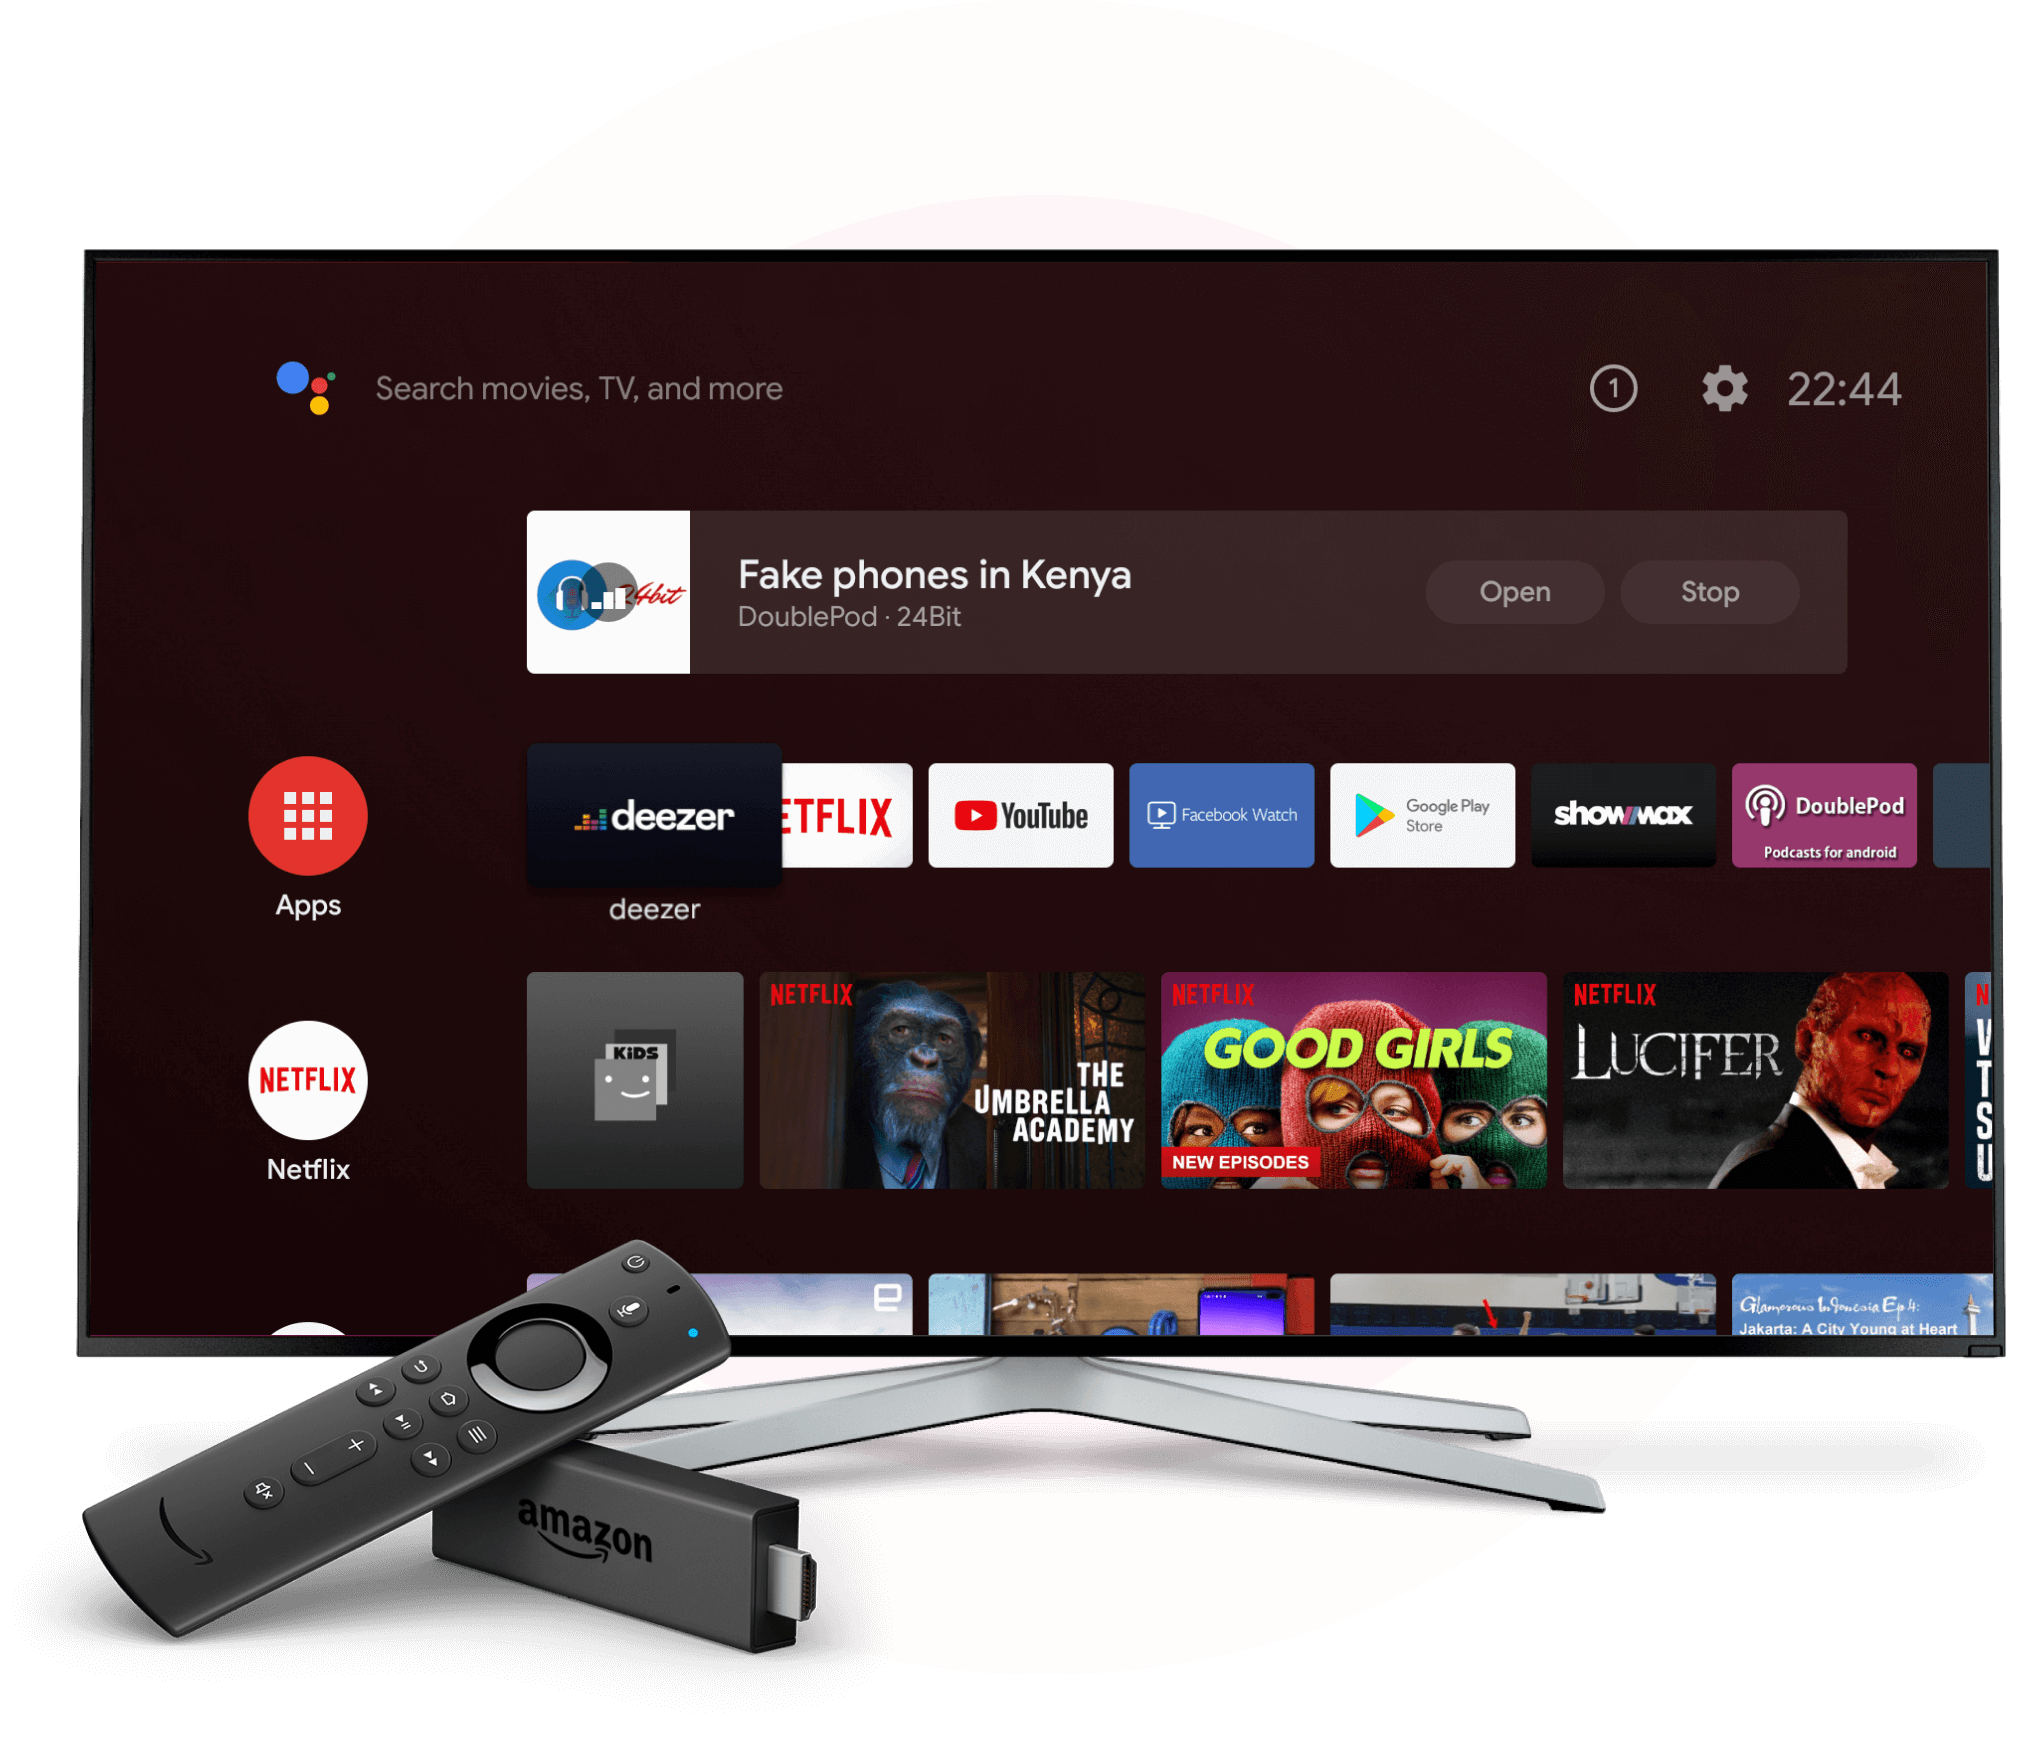 Search movies, TV, and more
1
22:44
24bit
Fake phones in Kenya
DoublePod · 24Bit
Open
Stop
deezer
ETFLIX
YouTube
Facebook Watch
Google Play
Store
showmax
DoublePod
Podcasts for android
Apps
deezer
NETFLIX
Netflix
KiDS
NETFLIX
THE
UMBRELLA
ACADEMY
NETFLIX
GOOD GIRLS
NEW EPISODES
NETFLIX
LUCIFER
N
V
T
S
U
e
Glamorous Indonesia Ep 4:
Jakarta: A City Young at Heart
amazon